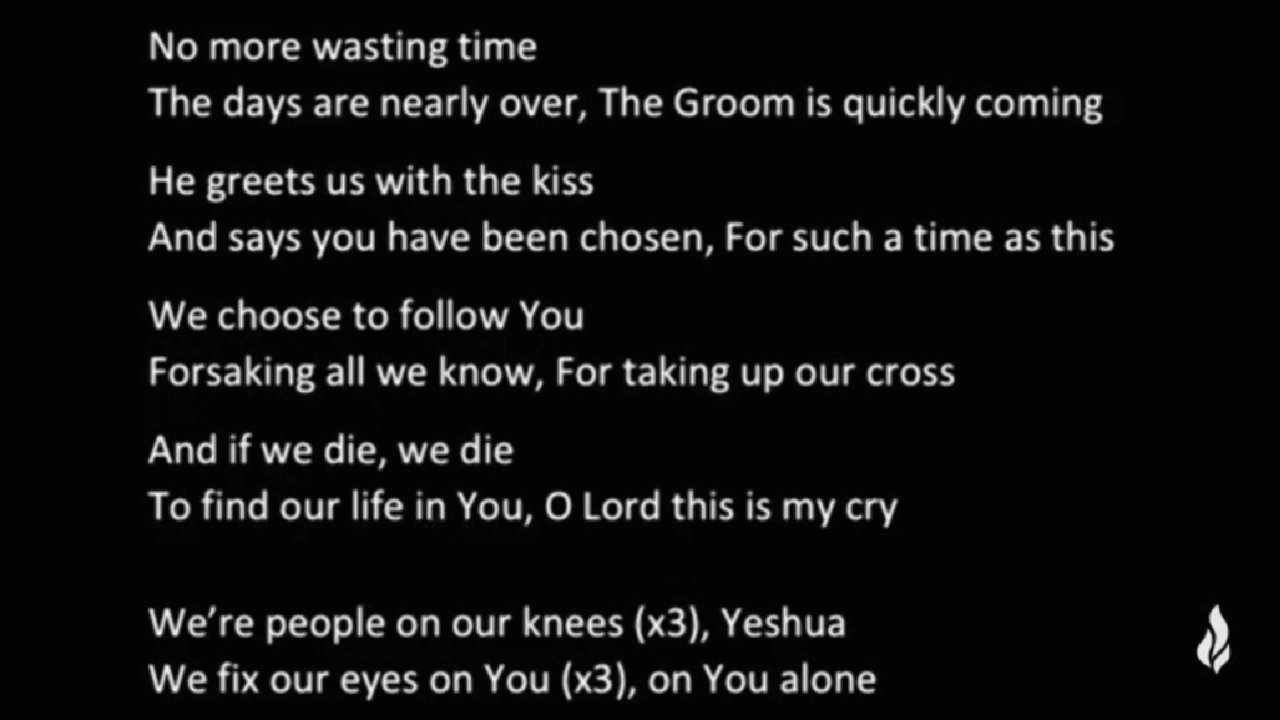 No more wasting time
The days are nearly over, The Groom is quickly coming
He greets us with the kiss
And says you have been chosen, For such a time as this
We choose to follow You
Forsaking all we know, For taking up our cross
And if we die, we die
To find our life in You, O Lord this is my cry
We’re people on our knees (x3), Yeshua
We fix our eyes on You (x3), on You alone